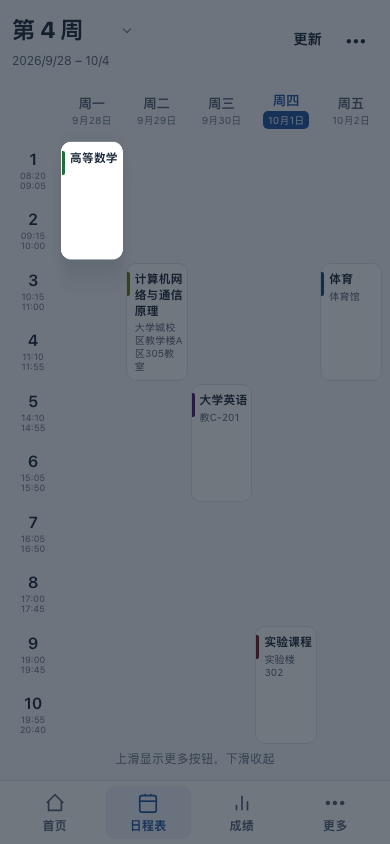 第 4 周
更新
2026/9/28 – 10/4
周一 周二 周三 周四 周五
9月28日 9月29日 9月30日 10月1日 10月2日
1
08:20
09:05
高等数学
2
09:15
10:00
3
10:15
11:00
计算机网
络与通信
原理
大学城校
区教学楼A
区305教
室
体育
体育馆
4
11:10
11:55
5
14:10
14:55
大学英语
教C-201
6
15:05
15:50
7
16:05
16:50
8
17:00
17:45
9
19:00
19:45
实验课程
实验楼
302
10
19:55
20:40
上滑显示更多按钮，下滑收起
首页 日程表 成绩 更多